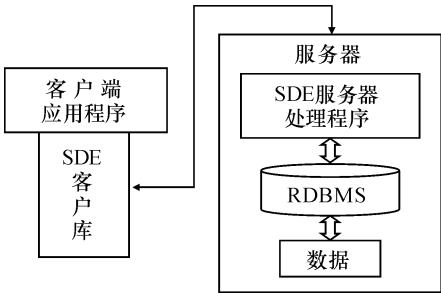 客户端
应用程序
SDE
客
户
库
服务器
SDE服务器
处理程序
RDBMS
数据